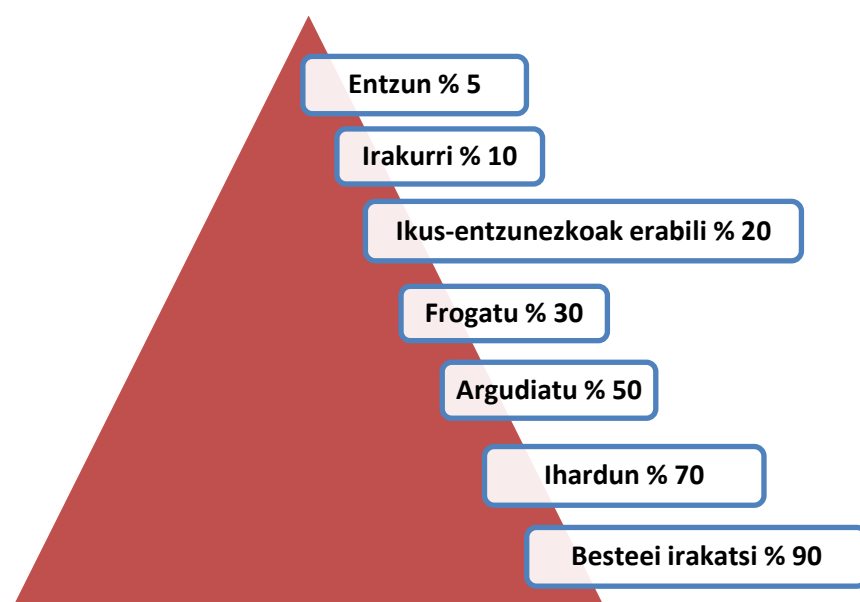 Entzun % 5
Irakurri % 10
Ikus-entzunezkoak erabili % 20
Frogatu % 30
Argudiatu % 50
Ihardun % 70
Besteei irakatsi % 90